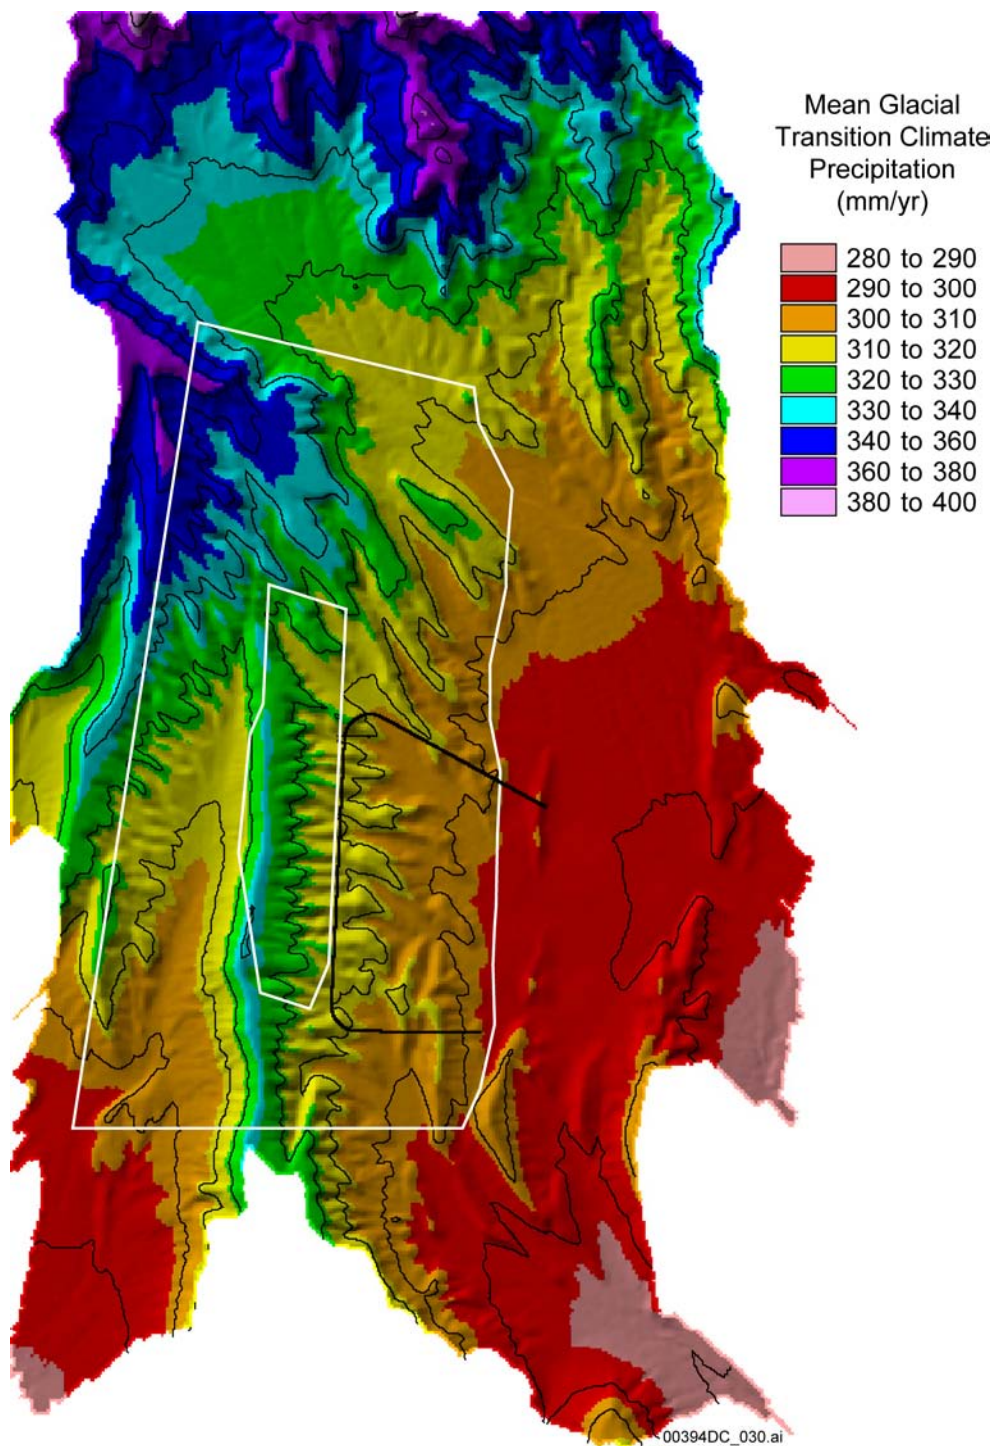 Mean Glacial
Transition Climate
Precipitation
(mm/yr)
280 to 290
290 to 300
300 to 310
310 to 320
320 to 330
330 to 340
340 to 360
360 to 380
380 to 400
00394DC_030.ai